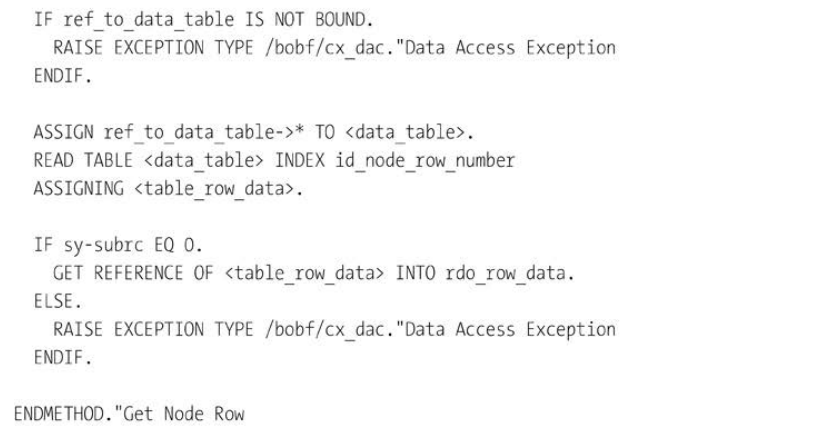 IF ref_to_data_table IS NOT BOUND.
RAISE EXCEPTION TYPE /bobf/cx_dac."Data Access Exception
ENDIF.
ASSIGN ref_to_data_table->* TO <data_table>.
READ TABLE <data_table> INDEX id_node_row_number
ASSIGNING <table_row_data>.
IF sy-subrc EQ 0.
GET REFERENCE OF <table_row_data> INTO rdo_row_data.
ELSE.
RAISE EXCEPTION TYPE /bobf/cx_dac."Data Access Exception
ENDIF.
ENDMETHOD."Get Node Row